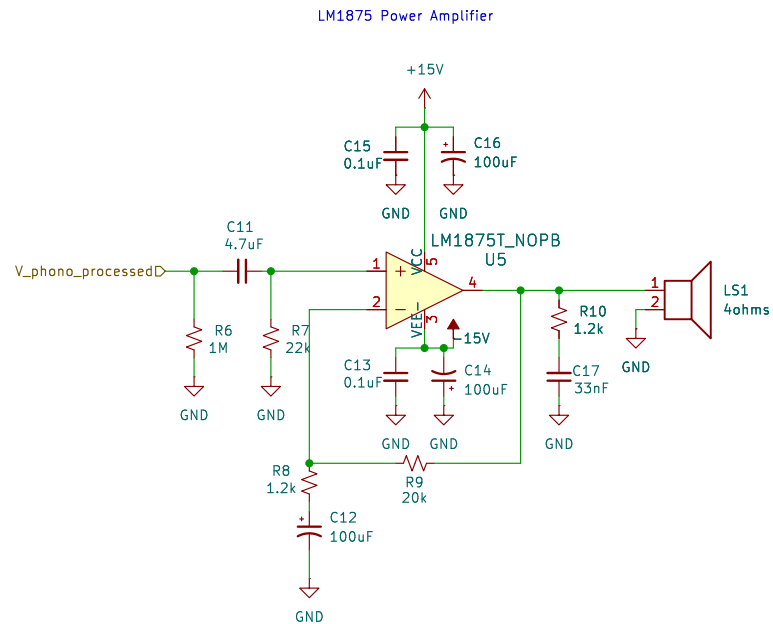 LM1875 Power Amplifier
+15V
C15
0.1uF
C16
100uF
GND
GND
C11
4.7uF
LM1875T_NOPB
U5
V_phono_processed
1
+
VCC
5
4
2
-
VEE
3
-15V
R6
1M
R7
22k
GND
GND
C13
0.1uF
C14
100uF
GND
GND
R10
1.2k
C17
33nF
GND
1
2
LS1
4ohms
GND
R8
1.2k
R9
20k
C12
100uF
GND